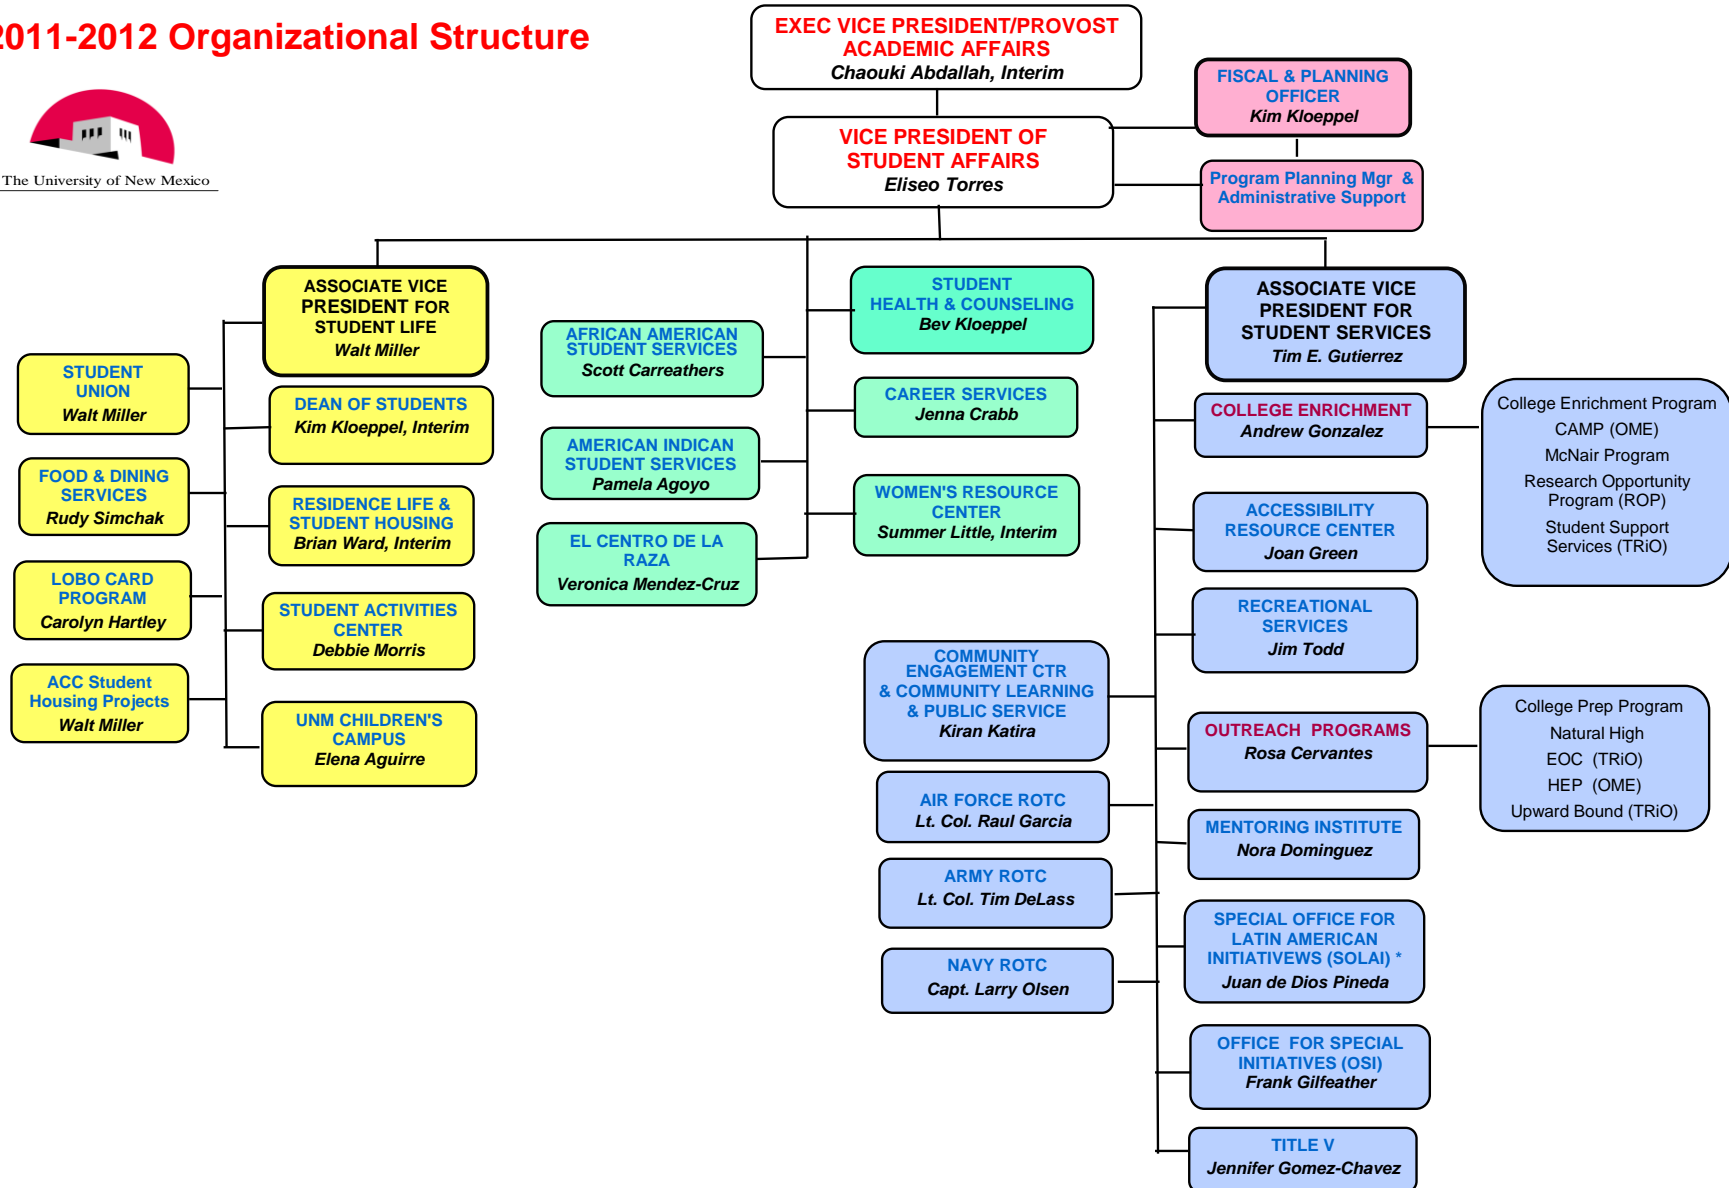 2011-2012 Organizational Structure
The University of New Mexico
EXEC VICE PRESIDENT/PROVOST
ACADEMIC AFFAIRS
Chaouki Abdallah, Interim
VICE PRESIDENT OF
STUDENT AFFAIRS
Eliseo Torres
FISCAL & PLANNING
OFFICER
Kim Kloeppel
Program Planning Mgr &
Administrative Support
ASSOCIATE VICE
PRESIDENT FOR
STUDENT LIFE
Walt Miller
STUDENT
UNION
Walt Miller
FOOD & DINING
SERVICES
Rudy Simchak
LOBO CARD
PROGRAM
Carolyn Hartley
ACC Student
Housing Projects
Walt Miller
DEAN OF STUDENTS
Kim Kloeppel, Interim
RESIDENCE LIFE &
STUDENT HOUSING
Brian Ward, Interim
STUDENT ACTIVITIES
CENTER
Debbie Morris
UNM CHILDREN'S
CAMPUS
Elena Aguirre
AFRICAN AMERICAN
STUDENT SERVICES
Scott Carreathers
AMERICAN INDICAN
STUDENT SERVICES
Pamela Agoyo
EL CENTRO DE LA
RAZA
Veronica Mendez-Cruz
STUDENT
HEALTH & COUNSELING
Bev Kloeppel
CAREER SERVICES
Jenna Crabb
WOMEN'S RESOURCE
CENTER
Summer Little, Interim
ASSOCIATE VICE
PRESIDENT FOR
STUDENT SERVICES
Tim E. Gutierrez
COMMUNITY
ENGAGEMENT CTR
& COMMUNITY LEARNING
& PUBLIC SERVICE
Kiran Katira
AIR FORCE ROTC
Lt. Col. Raul Garcia
ARMY ROTC
Lt. Col. Tim DeLass
NAVY ROTC
Capt. Larry Olsen
COLLEGE ENRICHMENT
Andrew Gonzalez
ACCESSIBILITY
RESOURCE CENTER
Joan Green
RECREATIONAL
SERVICES
Jim Todd
OUTREACH PROGRAMS
Rosa Cervantes
MENTORING INSTITUTE
Nora Dominguez
SPECIAL OFFICE FOR
LATIN AMERICAN
INITIATIVEWS (SOLAI) *
Juan de Dios Pineda
OFFICE FOR SPECIAL
INITIATIVES (OSI)
Frank Gilfeather
TITLE V
Jennifer Gomez-Chavez
College Enrichment Program
CAMP (OME)
McNair Program
Research Opportunity
Program (ROP)
Student Support
Services (TRiO)
College Prep Program
Natural High
EOC (TRiO)
HEP (OME)
Upward Bound (TRiO)